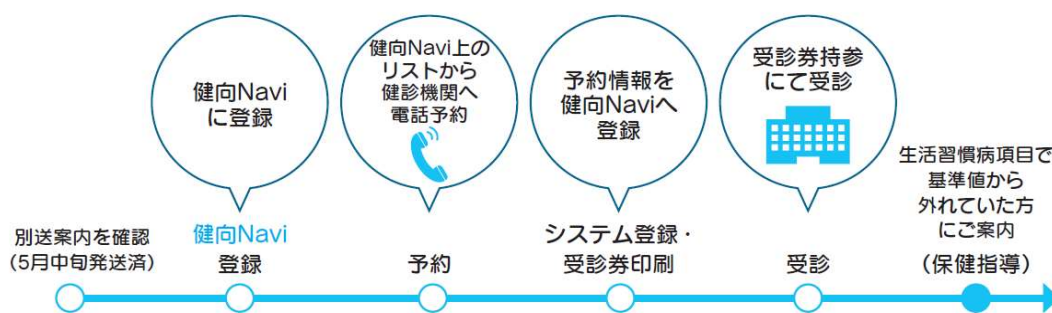 健向Navi
に登録
健向Navi上の
リストから
健診機関へ
電話予約
予約情報を
健向Naviへ
登録
受診券持参
にて受診
別送案内を確認
（5月中旬発送済）
健向Navi
登録
予約
システム登録・
受診券印刷
受診
生活習慣病項目で
基準値から
外れていた方
にご案内
（保健指導）